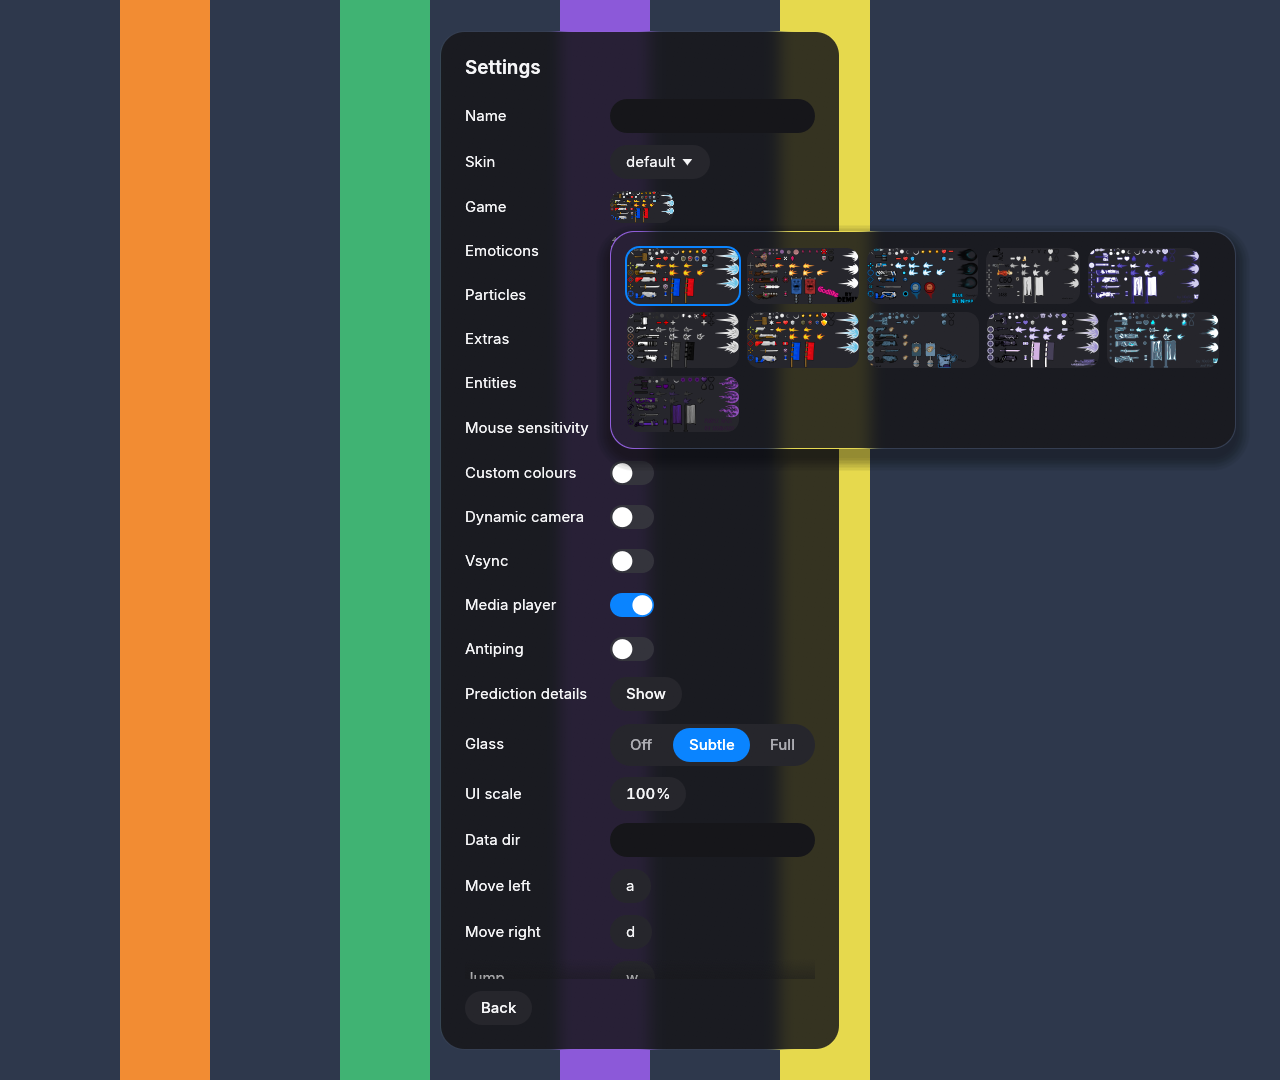 Settings
Name
Skin
default
Game
Emoticons
Particles
Extras
Entities
Mouse sensitivity
Custom colours
Dynamic camera
Vsync
Media player
Antiping
Prediction details
Show
Glass
Off
Subtle
Full
UI scale
100%
Data dir
Move left
a
Move right
d
Jump
w
Back